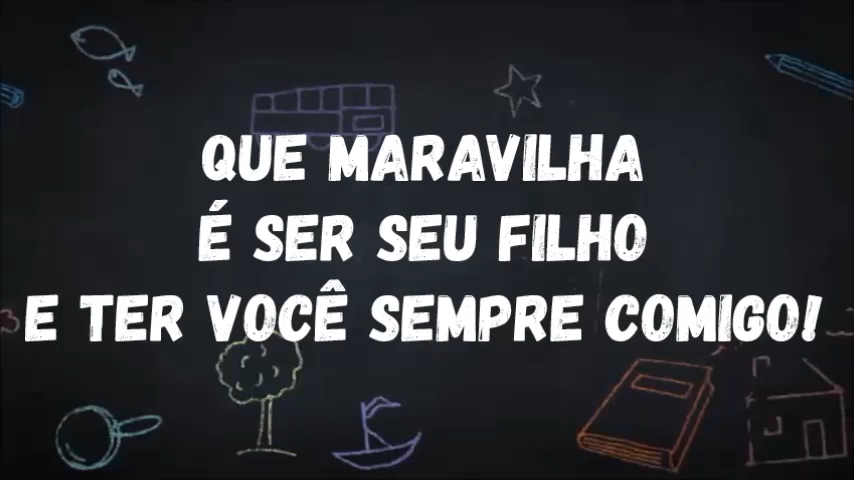 QUE MARAVILHA
É SER SEU FILHO
E TER VOCÊ SEMPRE COMIGO!